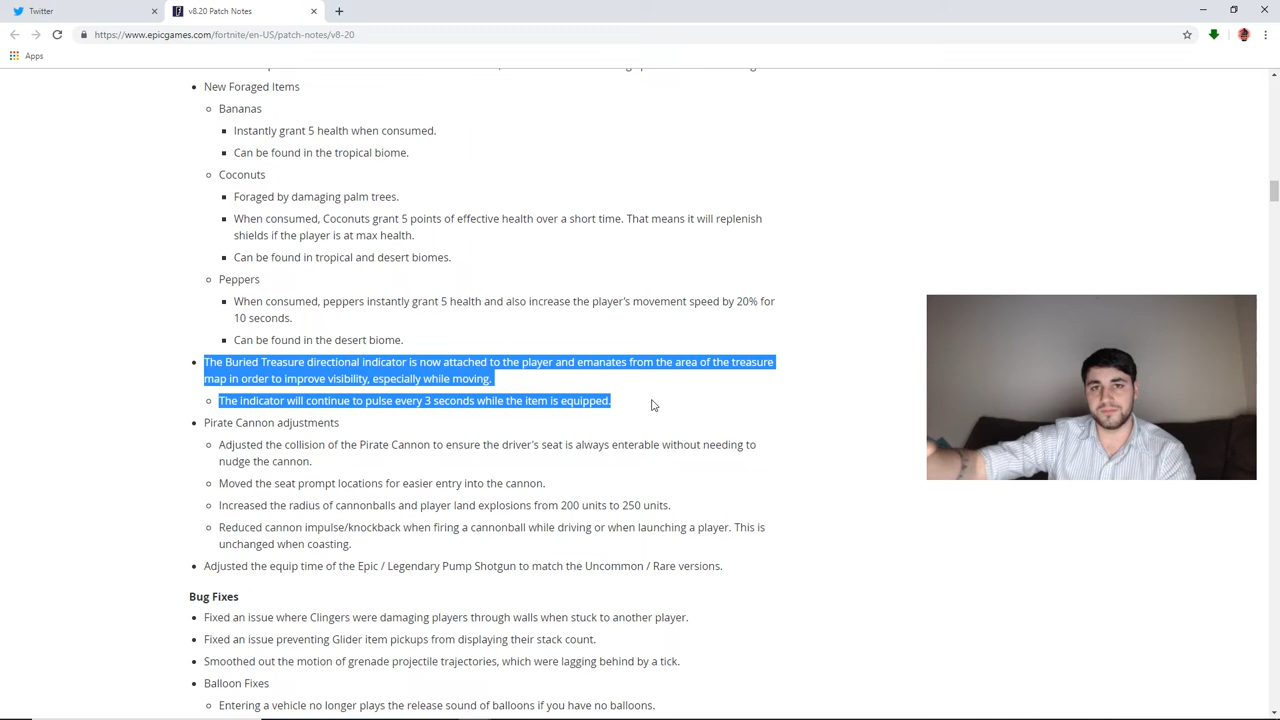 Twitter
v8.20 Patch Notes
https://www.epicgames.com/fortnite/en-US/patch-notes/v8-20
Apps
New Foraged Items
Bananas
Instantly grant 5 health when consumed.
Can be found in the tropical biome.
Coconuts
Foraged by damaging palm trees.
When consumed, Coconuts grant 5 points of effective health over a short time. That means it will replenish
shields if the player is at max health.
Can be found in tropical and desert biomes.
Peppers
When consumed, peppers instantly grant 5 health and also increase the player's movement speed by 20% for
10 seconds.
Can be found in the desert biome.
The Buried Treasure directional indicator is now attached to the player and emanates from the area of the treasure
map in order to improve visibility, especially while moving.
The indicator will continue to pulse every 3 seconds while the item is equipped.
Pirate Cannon adjustments
Adjusted the collision of the Pirate Cannon to ensure the driver's seat is always enterable without needing to
nudge the cannon.
Moved the seat prompt locations for easier entry into the cannon.
Increased the radius of cannonballs and player land explosions from 200 units to 250 units.
Reduced cannon impulse/knockback when firing a cannonball while driving or when launching a player. This is
unchanged when coasting.
Adjusted the equip time of the Epic / Legendary Pump Shotgun to match the Uncommon / Rare versions.
Bug Fixes
Fixed an issue where Clingers were damaging players through walls when stuck to another player.
Fixed an issue preventing Glider item pickups from displaying their stack count.
Smoothed out the motion of grenade projectile trajectories, which were lagging behind by a tick.
Balloon Fixes
Entering a vehicle no longer plays the release sound of balloons if you have no balloons.